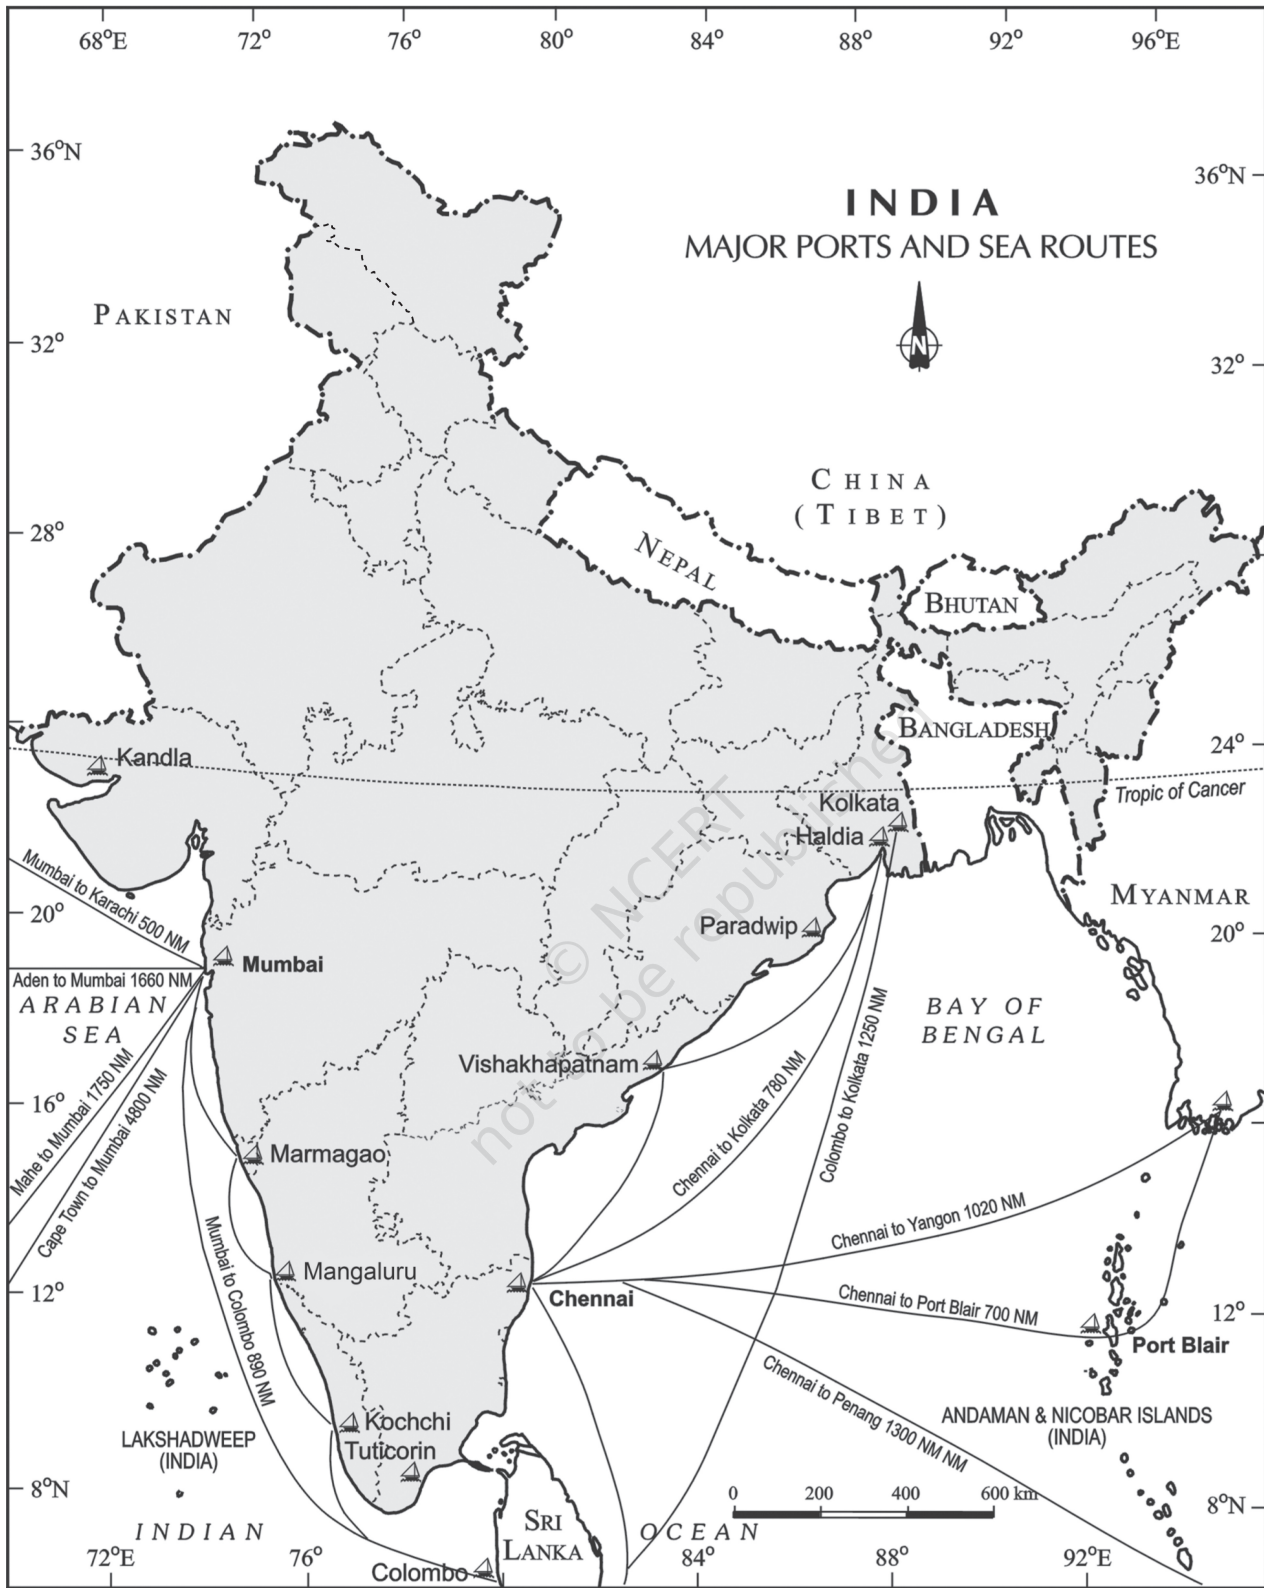 68°E 72° 76° 80° 84° 88° 92° 96°E
36°N
36°N
INDIA
MAJOR PORTS AND SEA ROUTES
PAKISTAN
N
32°
32°
CHINA
(TIBET)
28°
NEPAL
BHUTAN
BANGLADESH
24°
Kandla
Tropic of Cancer
Kolkata
Haldia
MYANMAR
Mumbai to Karachi 500 NM
20°
20°
Paradwip
Mumbai
Aden to Mumbai 1660 NM
ARABIAN
SEA
BAY OF
BENGAL
© NCERT
not to be republished
Vishakhapatnam
Mahe to Mumbai 1750 NM
Cape Town to Mumbai 4800 NM
Chennai to Kolkata 780 NM
Colombo to Kolkata 1250 NM
16°
Marmagao
Chennai to Yangon 1020 NM
Mumbai to Colombo 890 NM
Mangaluru
12°
Chennai
Chennai to Port Blair 700 NM
12°
Port Blair
Chennai to Penang 1300 NM NM
Kochchi
Tuticorin
LAKSHADWEEP
(INDIA)
ANDAMAN & NICOBAR ISLANDS
(INDIA)
8°N
0 200 400 600 km
8°N
INDIAN
SRI
LANKA
OCEAN
Colombo
72°E 76° 84° 88° 92°E